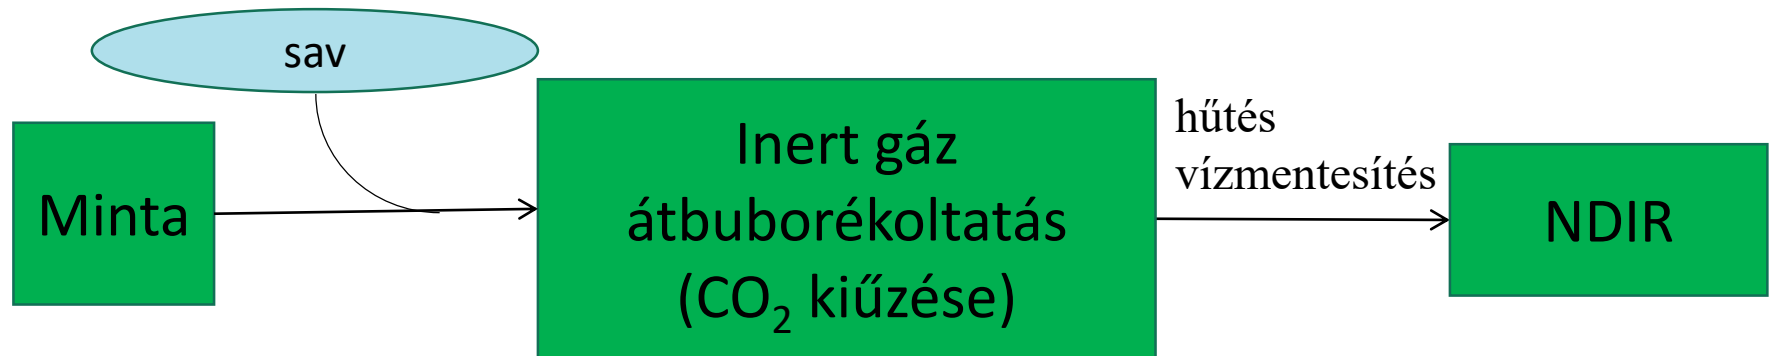 sav
Minta
Inert gáz
átbuborékoltatás
(CO₂ kiűzése)
hűtés
vízmentesítés
NDIR